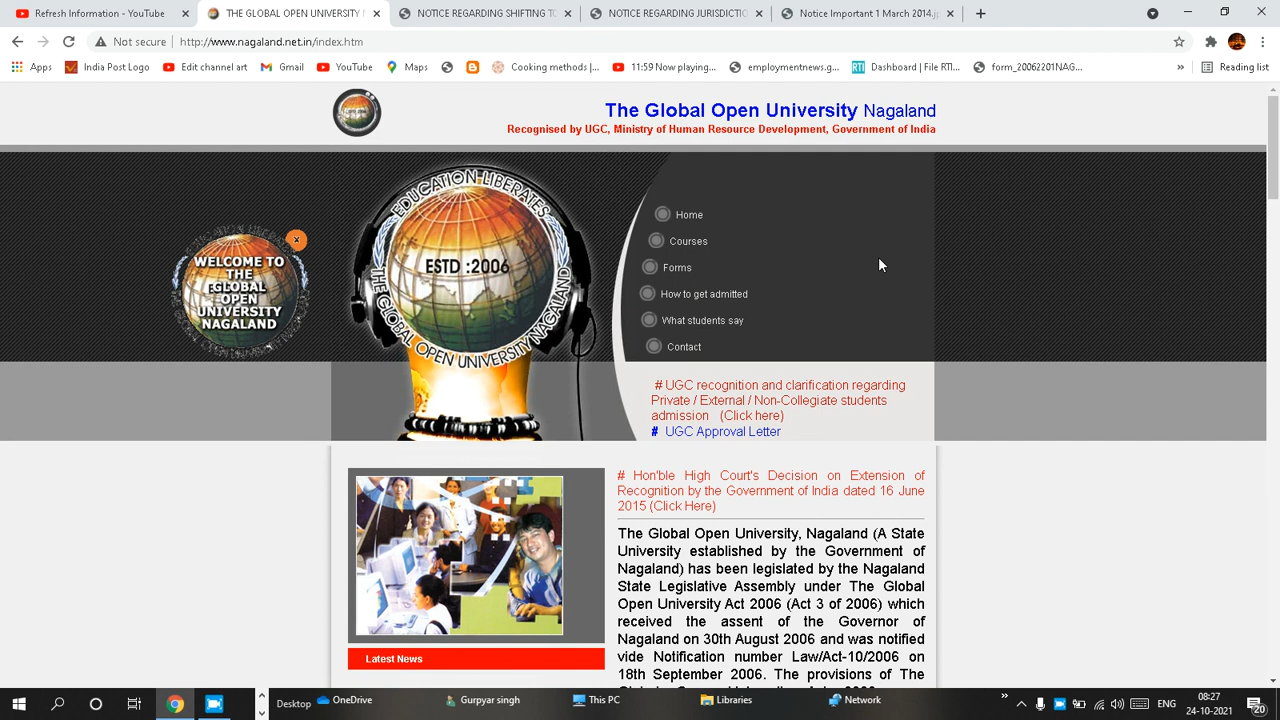 Refresh Information - YouTube
THE GLOBAL OPEN UNIVERSITY N
NOTICE REGARDING SHIFTING TO
NOTICE REGARDING JURISDICTION
Notice Important 1 March 2014.jp
Not secure
http://www.nagaland.net.in/index.htm
Apps
India Post Logo
Edit channel art
Gmail
YouTube
Maps
Cooking methods |...
11:59 Now playing...
employmentnews.g...
RTI
Dashboard | File RTI...
form_20062201NAG...
»
Reading list
The Global Open University Nagaland
Recognised by UGC, Ministry of Human Resource Development, Government of India
WELCOME TO
THE
GLOBAL
OPEN
UNIVERSITY
NAGALAND
x
EDUCATION LIBERATES
ESTD :2006
THE GLOBAL OPEN UNIVERSITY NAGALAND
Home
Courses
Forms
How to get admitted
What students say
Contact
# UGC recognition and clarification regarding
Private / External / Non-Collegiate students
admission (Click here)
# UGC Approval Letter
# Hon'ble High Court's Decision on Extension of
Recognition by the Government of India dated 16 June
2015 (Click Here)
The Global Open University, Nagaland (A State
University established by the Government of
Nagaland) has been legislated by the Nagaland
State Legislative Assembly under The Global
Open University Act 2006 (Act 3 of 2006) which
received the assent of the Governor of
Nagaland on 30th August 2006 and was notified
vide Notification number Law/Act-10/2006 on
18th September 2006. The provisions of The
Latest News
Desktop
OneDrive
Gurpyar singh
This PC
Libraries
Network
»
ENG
08:27
24-10-2021
20